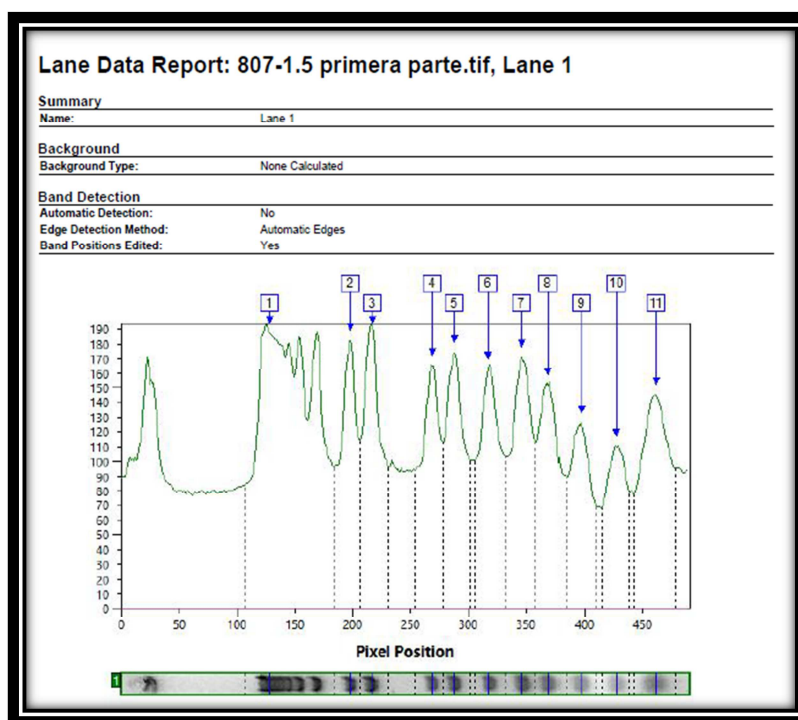 Lane Data Report: 807-1.5 primera parte.tif, Lane 1
Summary
Name: Lane 1
Background
Background Type: None Calculated
Band Detection
Automatic Detection: No
Edge Detection Method: Automatic Edges
Band Positions Edited: Yes
2 4 6 8 10
1 3 5 7 9 11
190
180
170
160
150
140
130
120
110
100
90
80
70
60
50
40
30
20
10
0
0 50 100 150 200 250 300 350 400 450
Pixel Position
1